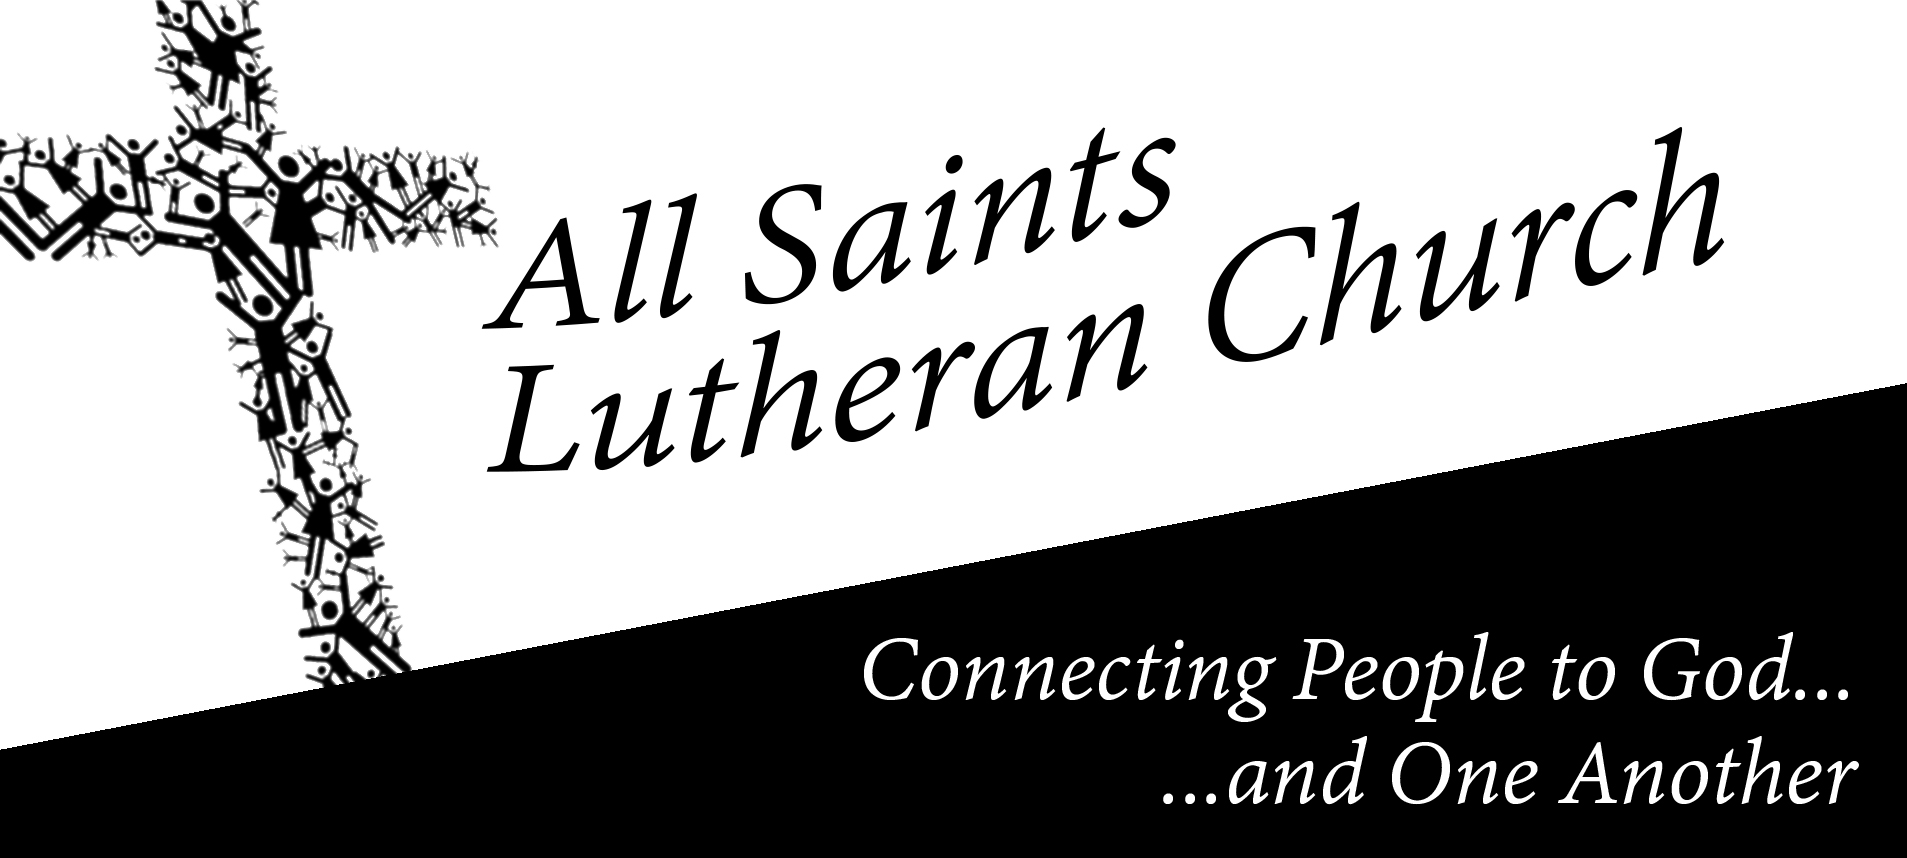 All Saints
Lutheran Church
Connecting People to God...
...and One Another